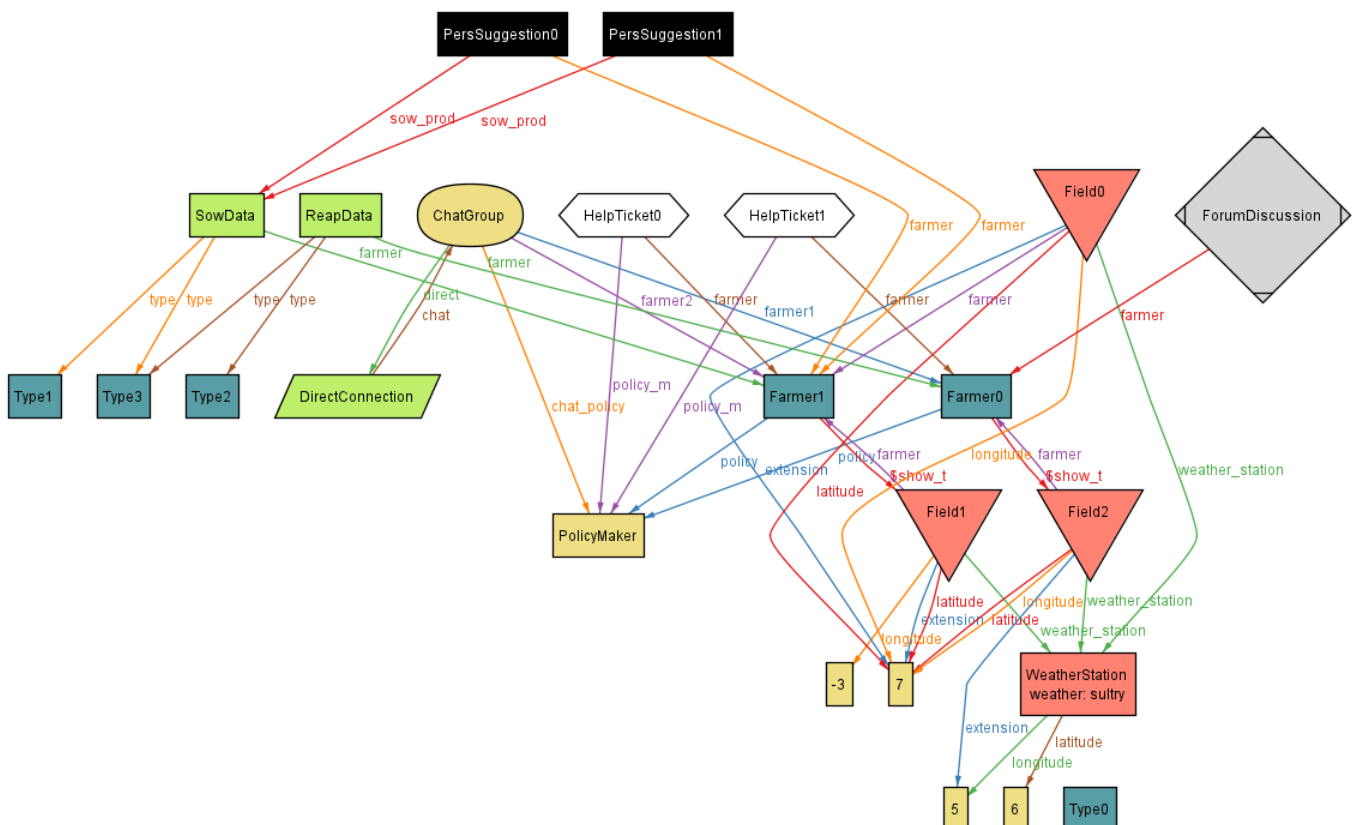 PersSuggestion0
PersSuggestion1
sow_prod
sow_prod
SowData
ReapData
ChatGroup
HelpTicket0
HelpTicket1
Field0
ForumDiscussion
farmer
farmer
farmer
farmer
type
type
type
type
direct
chat
farmer2
farmer
farmer1
farmer
farmer
farmer
Type1
Type3
Type2
DirectConnection
Farmer1
Farmer0
chat_policy
policy_m
policy_m
policy
extension
policy
farmer
$show_t
longitude
farmer
$show_t
weather_station
latitude
PolicyMaker
Field1
Field2
latitude
longitude
weather_station
extension
latitude
longitude
weather_station
-3
7
WeatherStation
weather: sultry
extension
latitude
longitude
5
6
Type0